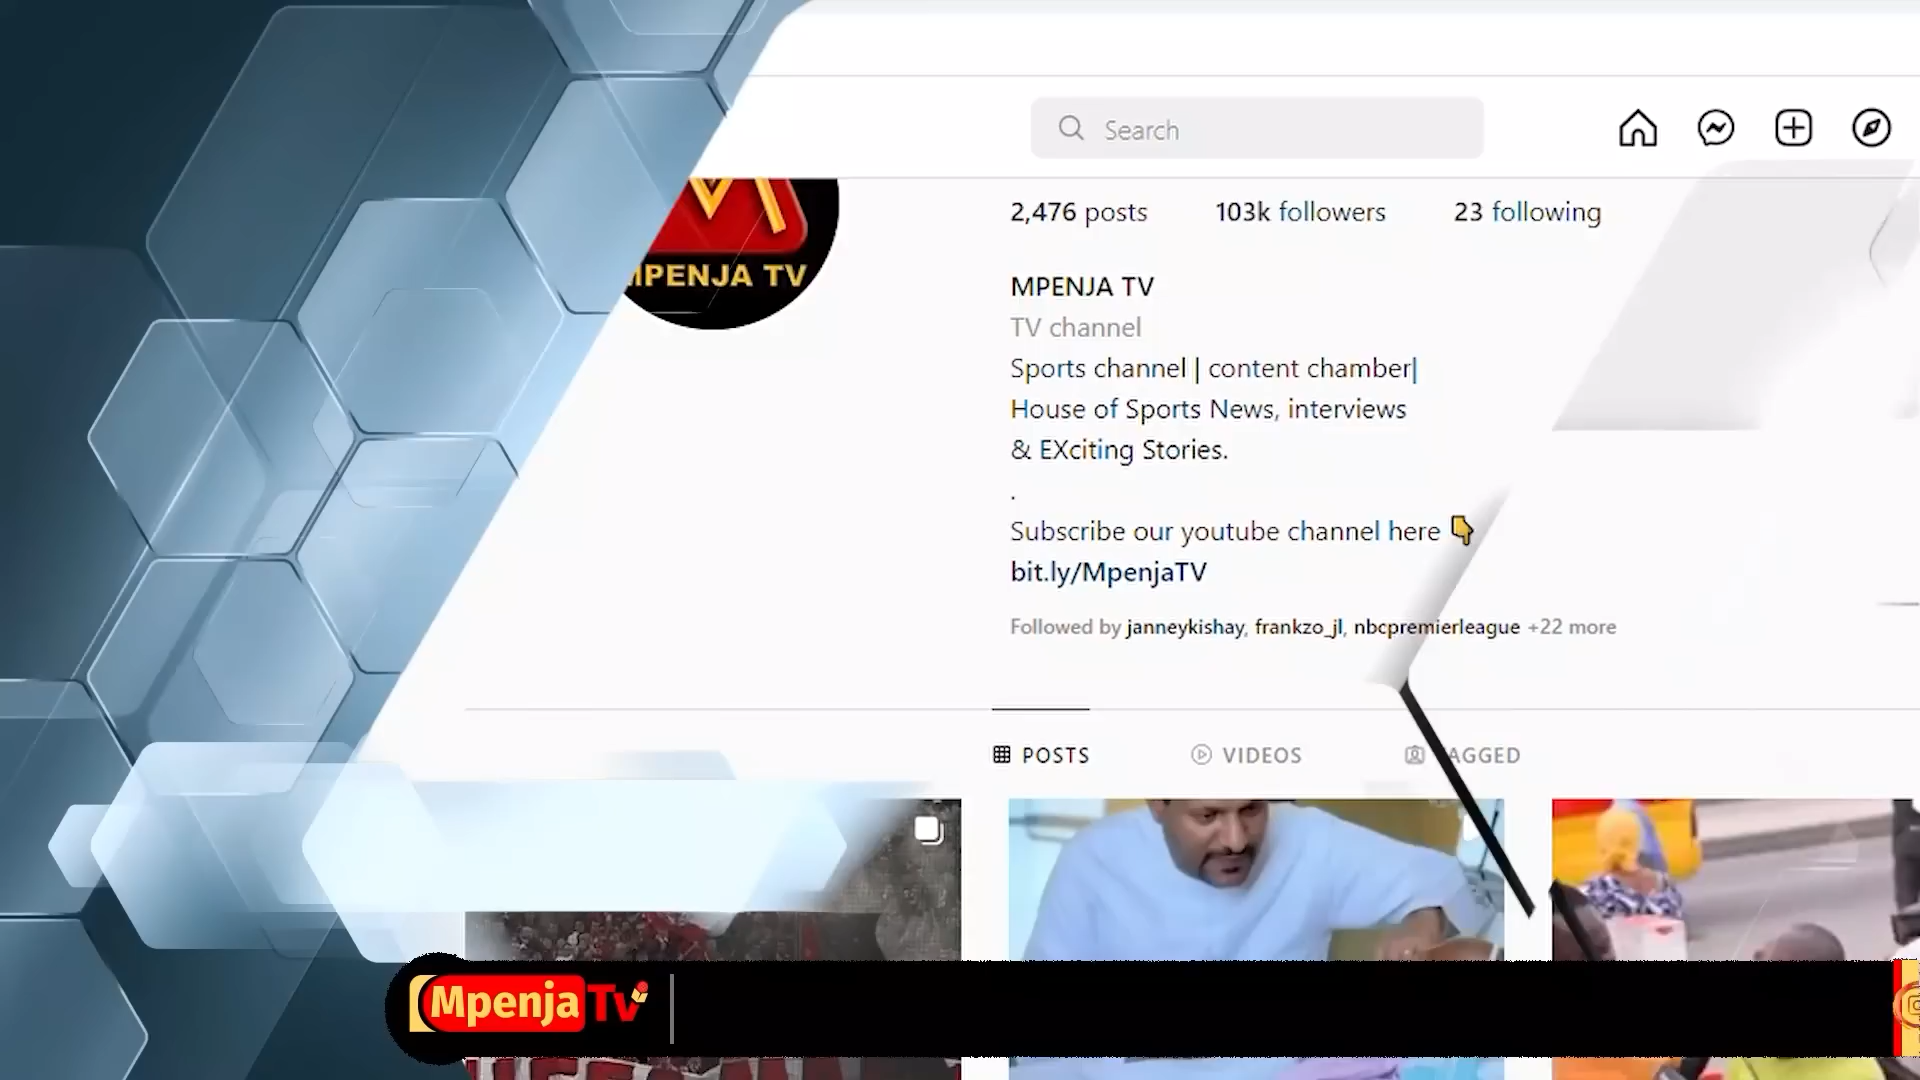 Search
2,476 posts 103k followers 23 following
MPENJA TV
MPENJA TV
TV channel
Sports channel | content chamber|
House of Sports News, interviews
& EXciting Stories.
.
Subscribe our youtube channel here 👇
bit.ly/MpenjaTV
Followed by janneykishay, frankzo_jl, nbcpremierleague +22 more
POSTS VIDEOS TAGGED
Mpenja Tv